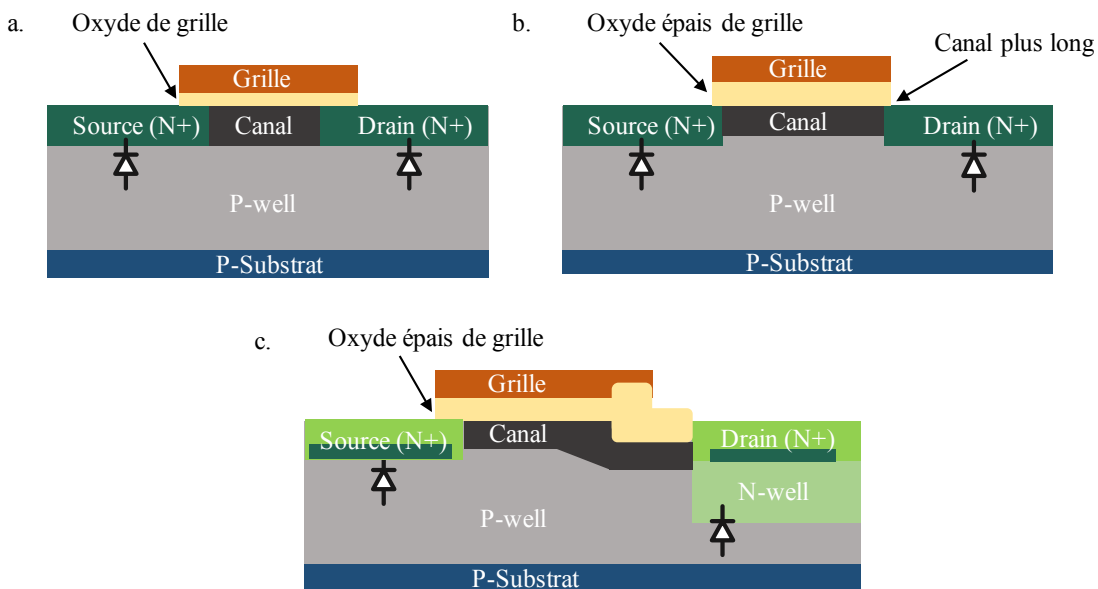 a.
Oxyde de grille
Grille
Source (N+)
Canal
Drain (N+)
P-well
P-Substrat
b.
Oxyde épais de grille
Canal plus long
Grille
Source (N+)
Canal
Drain (N+)
P-well
P-Substrat
c.
Oxyde épais de grille
Grille
Source (N+)
Canal
Drain (N+)
N-well
P-well
P-Substrat